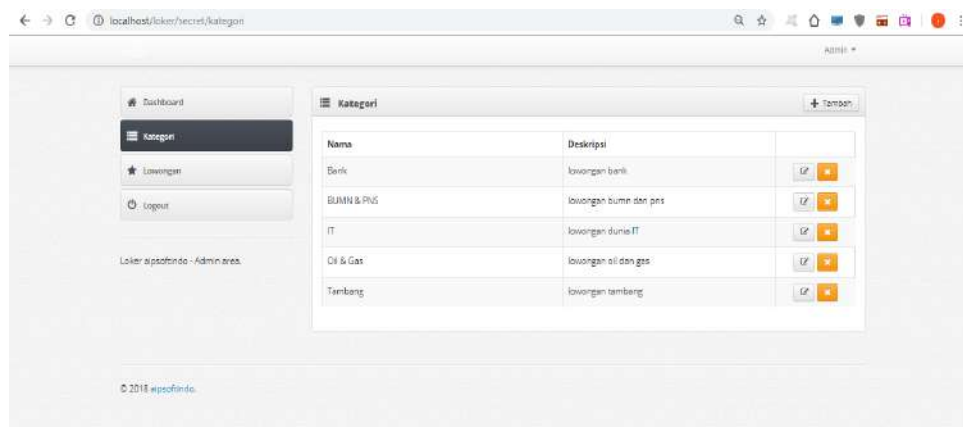 localhost/loker/secret/kategori
Admin
Dashboard
Kategori
Lowongan
Logout
Loker aipsoftindo - Admin area.
Kategori
Tambah
Nama Deskripsi
Bank lowongan bank
BUMN & PNS lowongan bumn dan pns
IT lowongan dunia IT
Oil & Gas lowongan oil dan gas
Tambang lowongan tambang
© 2018 aipsoftindo.